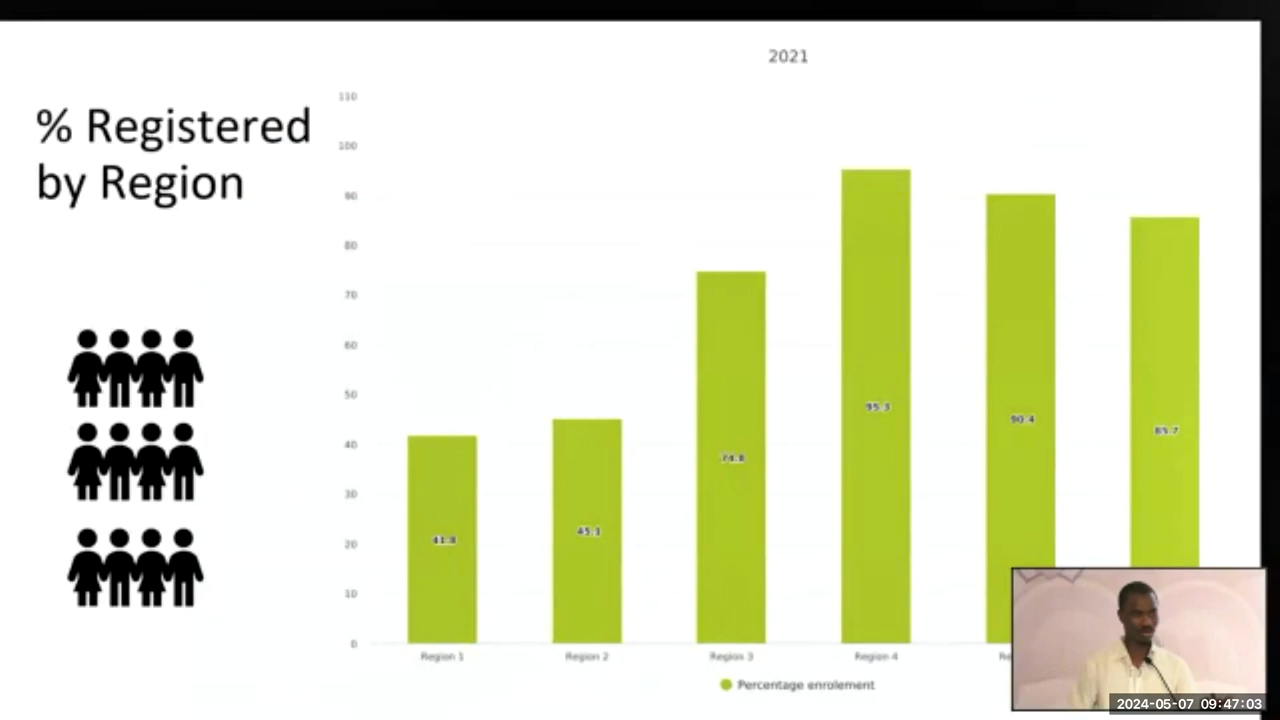 2021
% Registered
by Region
110
100
90
80
70
60
50
40
30
20
10
0
41.8
45.1
74.8
95.3
90.4
85.7
Region 1
Region 2
Region 3
Region 4
Re
Percentage enrolement
2024-05-07 09:47:03